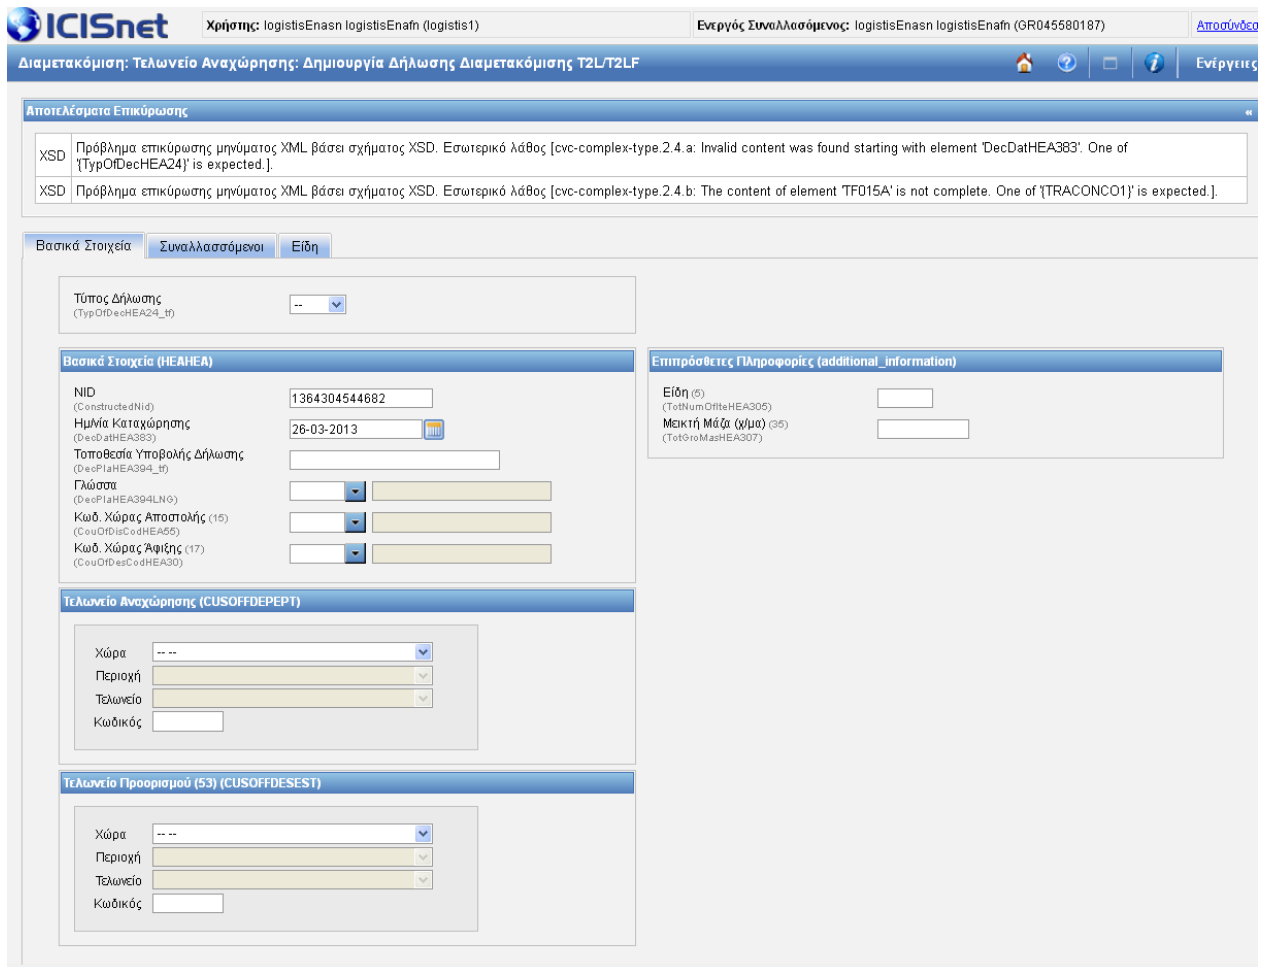 ICISnet
Χρήστης: logistisEnasn logistisEnafn (logistis1)
Ενεργός Συναλλασόμενος: logistisEnasn logistisEnafn (GR045580187)
Αποσύνδεσ
Διαμετακόμιση: Τελωνείο Αναχώρησης: Δημιουργία Δήλωσης Διαμετακόμισης T2L/T2LF
Ενέργειες
Αποτελέσματα Επικύρωσης
«
XSD Πρόβλημα επικύρωσης μηνύματος XML βάσει σχήματος XSD. Εσωτερικό λάθος [cvc-complex-type.2.4.a: Invalid content was found starting with element 'DecDatHEA383'. One of
'{TypOfDecHEA24}' is expected.].
XSD Πρόβλημα επικύρωσης μηνύματος XML βάσει σχήματος XSD. Εσωτερικό λάθος [cvc-complex-type.2.4.b: The content of element 'TF015A' is not complete. One of '{TRACONCO1}' is expected.].
Βασικά Στοιχεία Συναλλασσόμενοι Είδη
Τύπος Δήλωσης
(TypOfDecHEA24_tf)
--
Βασικά Στοιχεία (HEAHEA)
NID
(ConstructedNid)
1364304544682
Ημ/νία Καταχώρησης
(DecDatHEA383)
26-03-2013
Τοποθεσία Υποβολής Δήλωσης
(DecPlaHEA394_tf)
Γλώσσα
(DecPlaHEA394LNG)
Κωδ. Χώρας Αποστολής (15)
(CouOfDisCodHEA55)
Κωδ. Χώρας Άφιξης (17)
(CouOfDesCodHEA30)
Επιπρόσθετες Πληροφορίες (additional_information)
Είδη (5)
(TotNumOfIteHEA305)
Μεικτή Μάζα (χ/μα) (35)
(TotGroMasHEA307)
Τελωνείο Αναχώρησης (CUSOFFDEPEPT)
Χώρα -- --
Περιοχή
Τελωνείο
Κωδικός
Τελωνείο Προορισμού (53) (CUSOFFDESEST)
Χώρα -- --
Περιοχή
Τελωνείο
Κωδικός